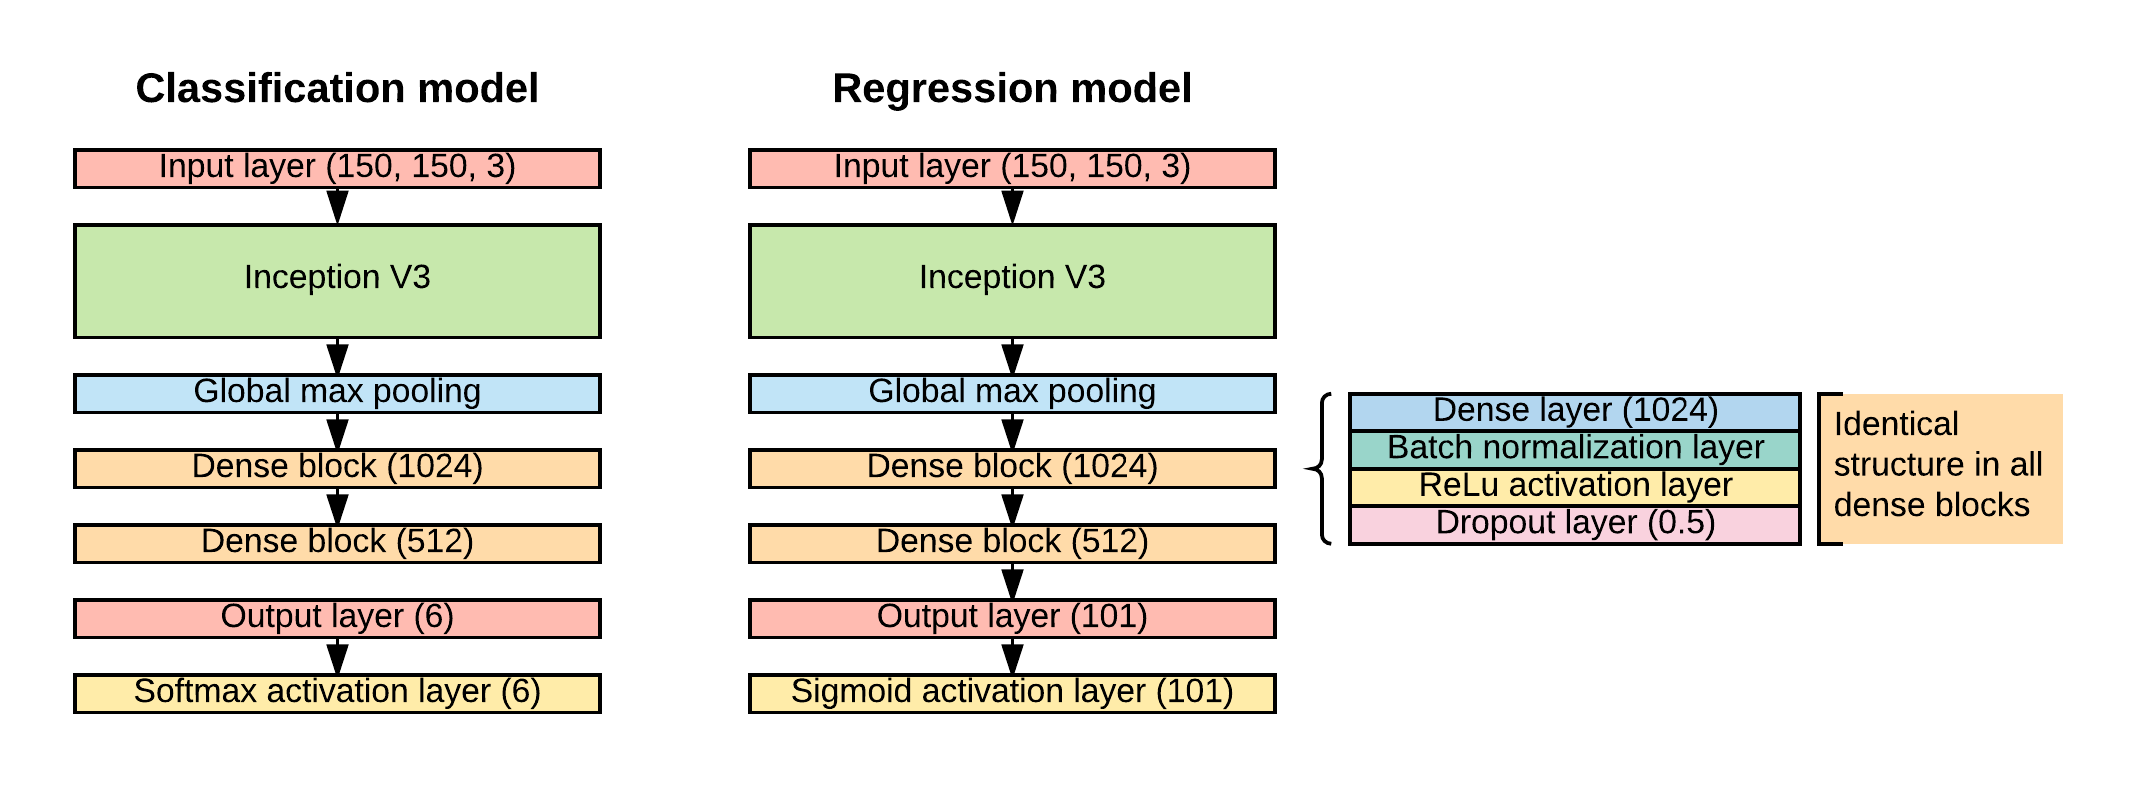 Classification model
Input layer (150, 150, 3)
Inception V3
Global max pooling
Dense block (1024)
Dense block (512)
Output layer (6)
Softmax activation layer (6)
Regression model
Input layer (150, 150, 3)
Inception V3
Global max pooling
Dense block (1024)
Dense block (512)
Output layer (101)
Sigmoid activation layer (101)
Dense layer (1024)
Batch normalization layer
ReLu activation layer
Dropout layer (0.5)
Identical
structure in all
dense blocks